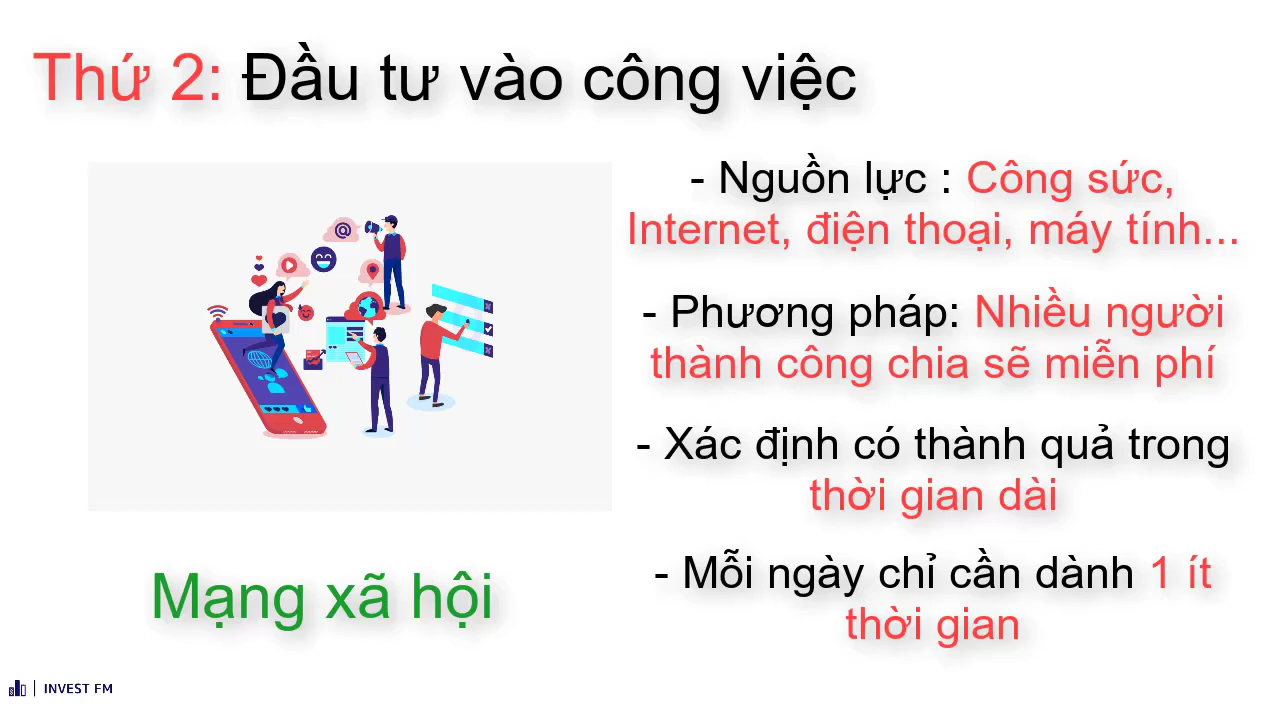 Thứ 2: Đầu tư vào công việc
- Nguồn lực : Công sức,
Internet, điện thoại, máy tính...
- Phương pháp: Nhiều người
thành công chia sẽ miễn phí
- Xác định có thành quả trong
thời gian dài
- Mỗi ngày chỉ cần dành 1 ít
thời gian
Mạng xã hội
INVEST FM